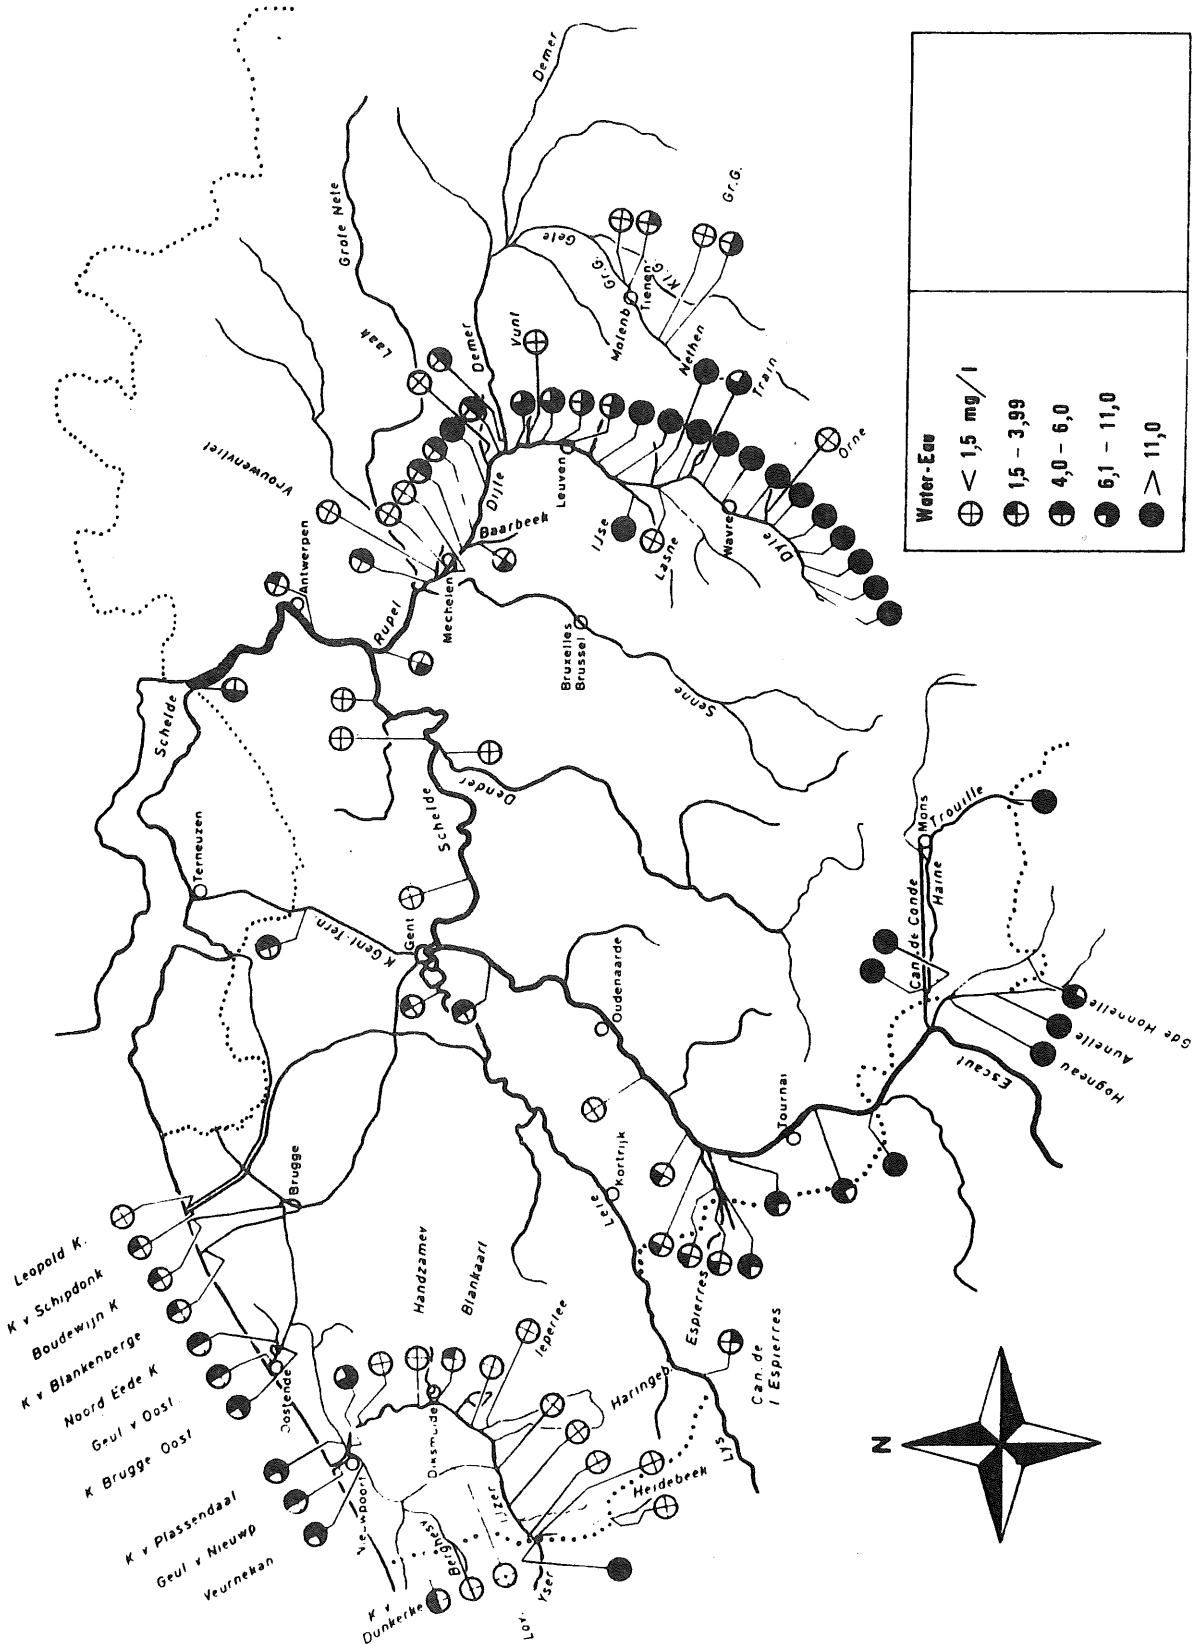 Water-Eau
< 1,5 mg/l
1,5 - 3,99
4,0 - 6,0
6,1 - 11,0
> 11,0
N
Leopold K.
K v Schipdonk
Boudewijn K
K v Blankenberge
Noord Eede K
Geul v Oost
K Brugge Oost
K v Plassendaal
Geul v Nieuwp
Veurnekan
K v
Dunkerke
Oostende
Brugge
Diksmuide
Handzamev
Blankaart
Ieperlee
Haringeb
Heidebeek
IJzer
Yser
Lys
Leie
Kortrijk
Espierres
Can. de
l Espierres
Tournai
Oudenaarde
Gent
K Gent-Tern.
Terneuzen
Schelde
Schelde
Dender
Antwerpen
Rupel
Mechelen
Vrouwenvliet
Laak
Grote Nete
Demer
Demer
Dijle
Baarbeek
Leuven
Vunt
Gete
Gr.G.
Gr.G.
Kl.G.
Tienen
Molenb
Nethen
Train
Orne
IJse
Lasne
Wavre
Dyle
Bruxelles
Brussel
Senne
Mons
Trouille
Haine
Can. de Conde
Gde Honnelle
Aunelle
Hogneau
Escaut